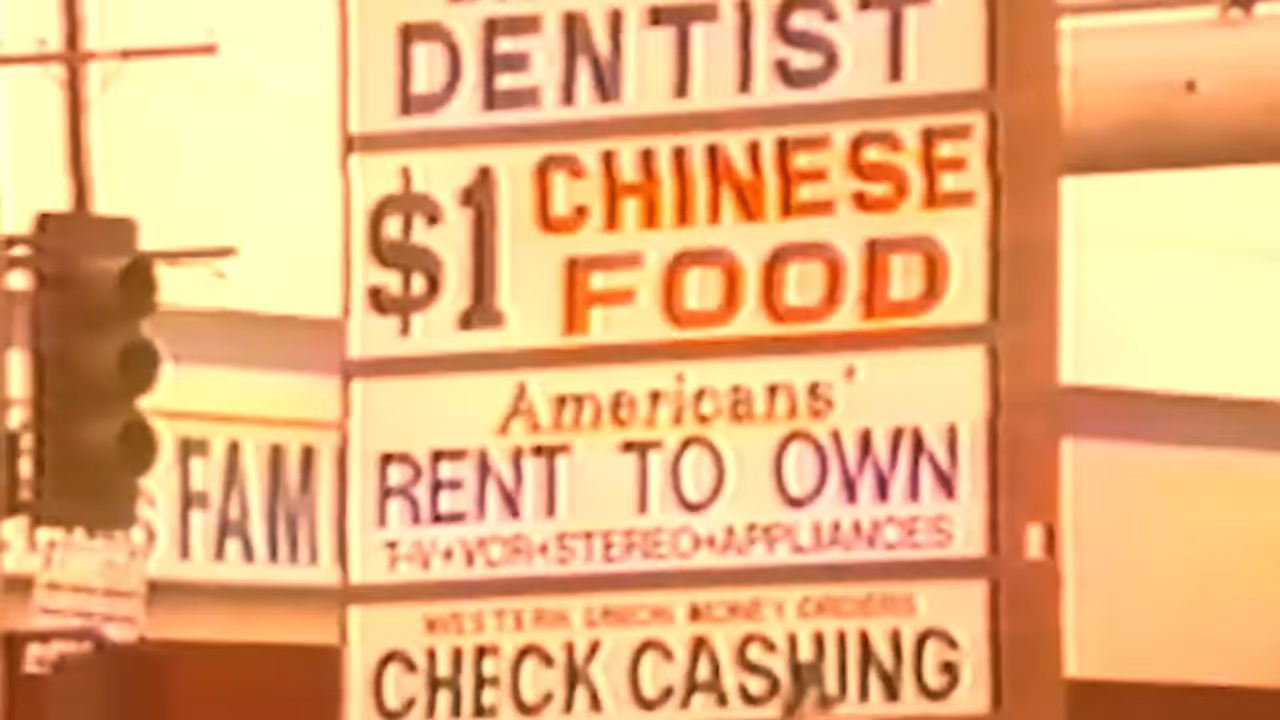 DENTIST
$1 CHINESE
FOOD
Americans'
RENT TO OWN
T-V•VCR•STEREO•APPLIANCES
WESTERN UNION MONEY ORDERS
CHECK CASHING
FAM